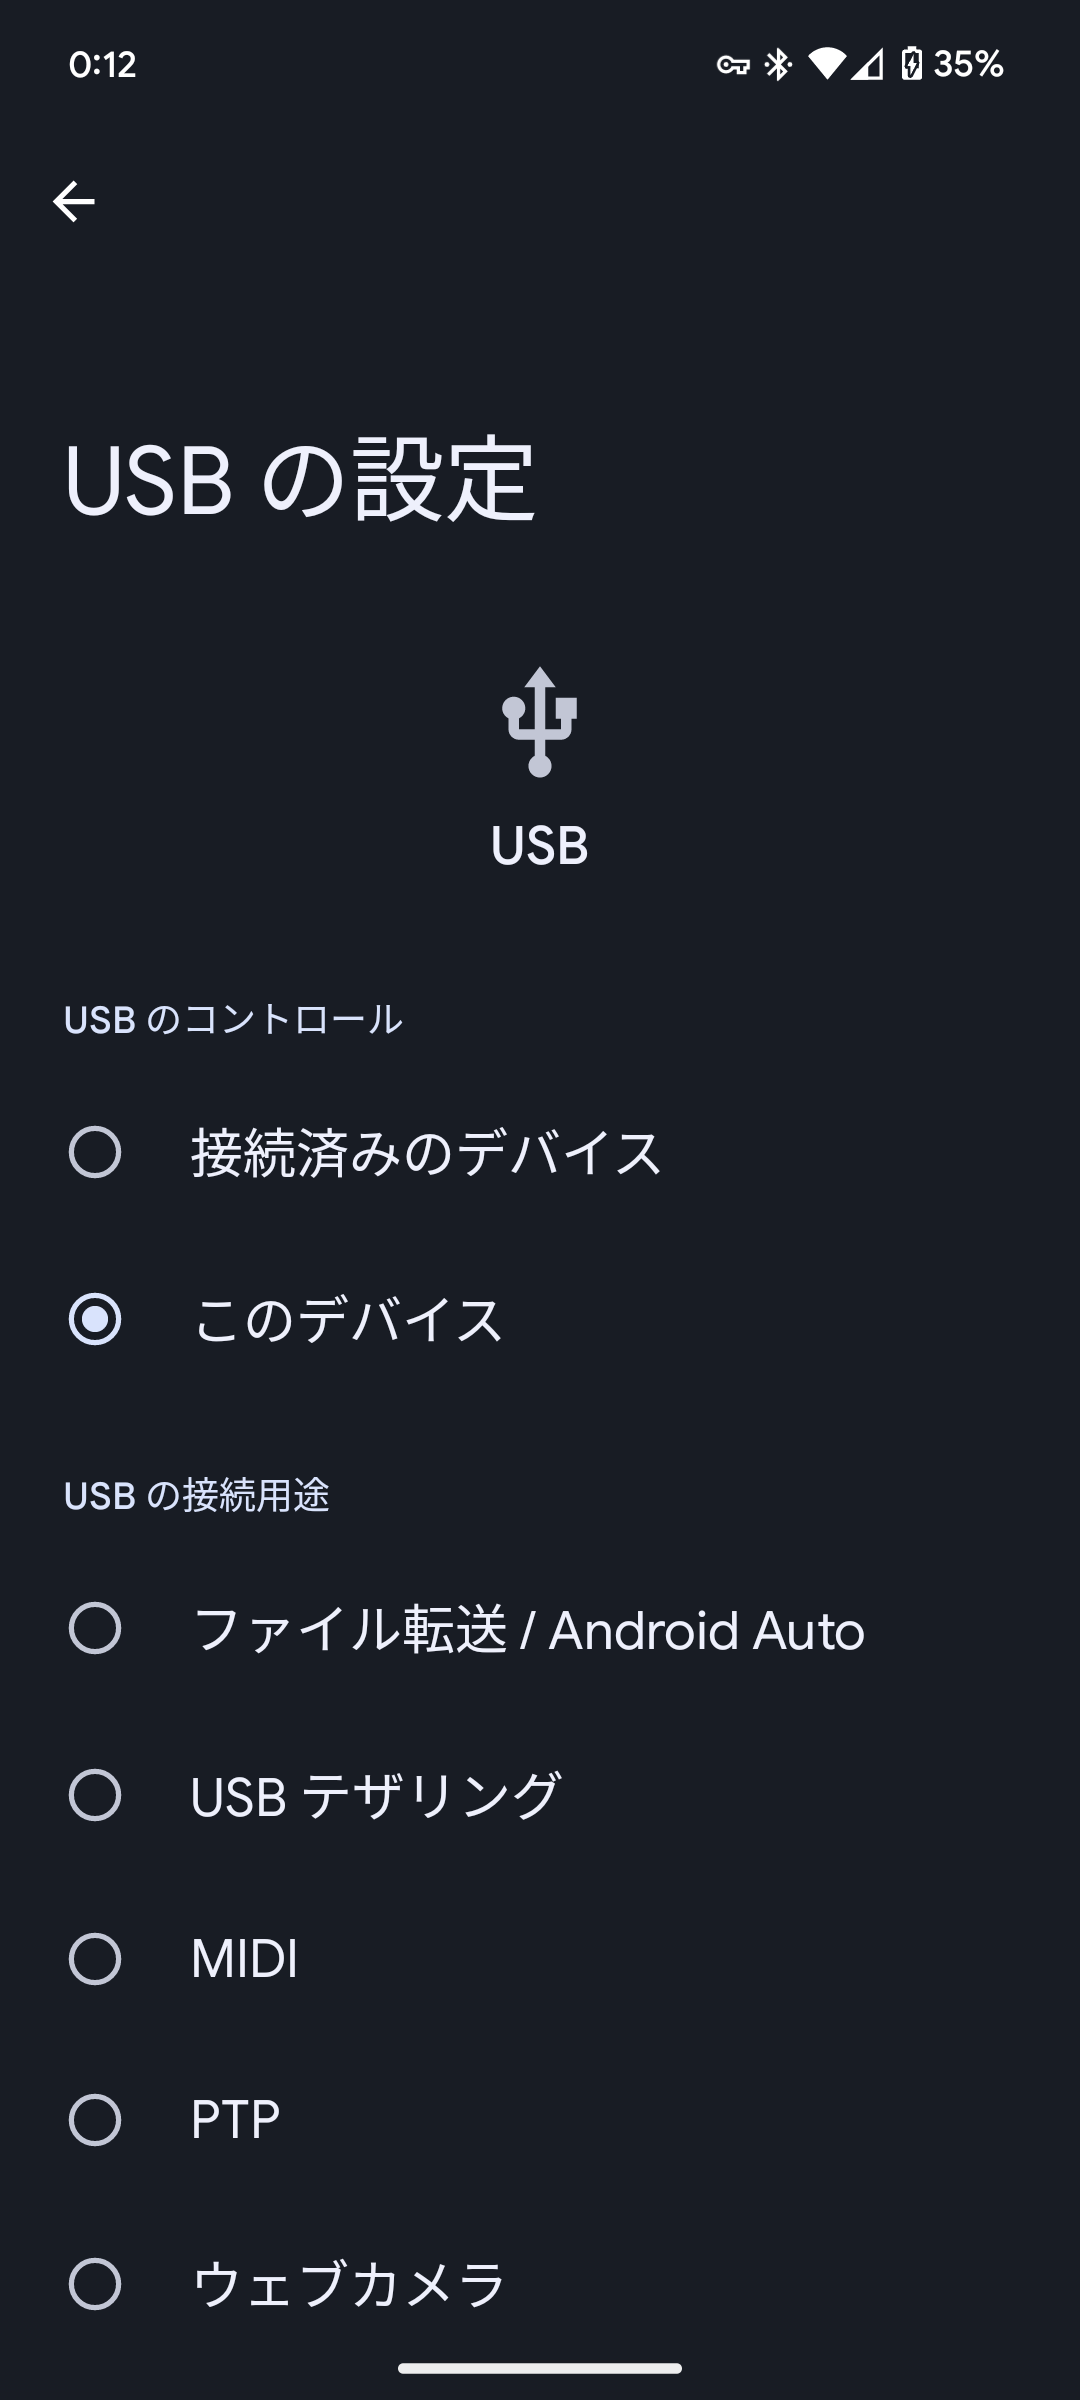 0:12
35%
USB の設定
USB
USB のコントロール
接続済みのデバイス
このデバイス
USB の接続用途
ファイル転送 / Android Auto
USB テザリング
MIDI
PTP
ウェブカメラ